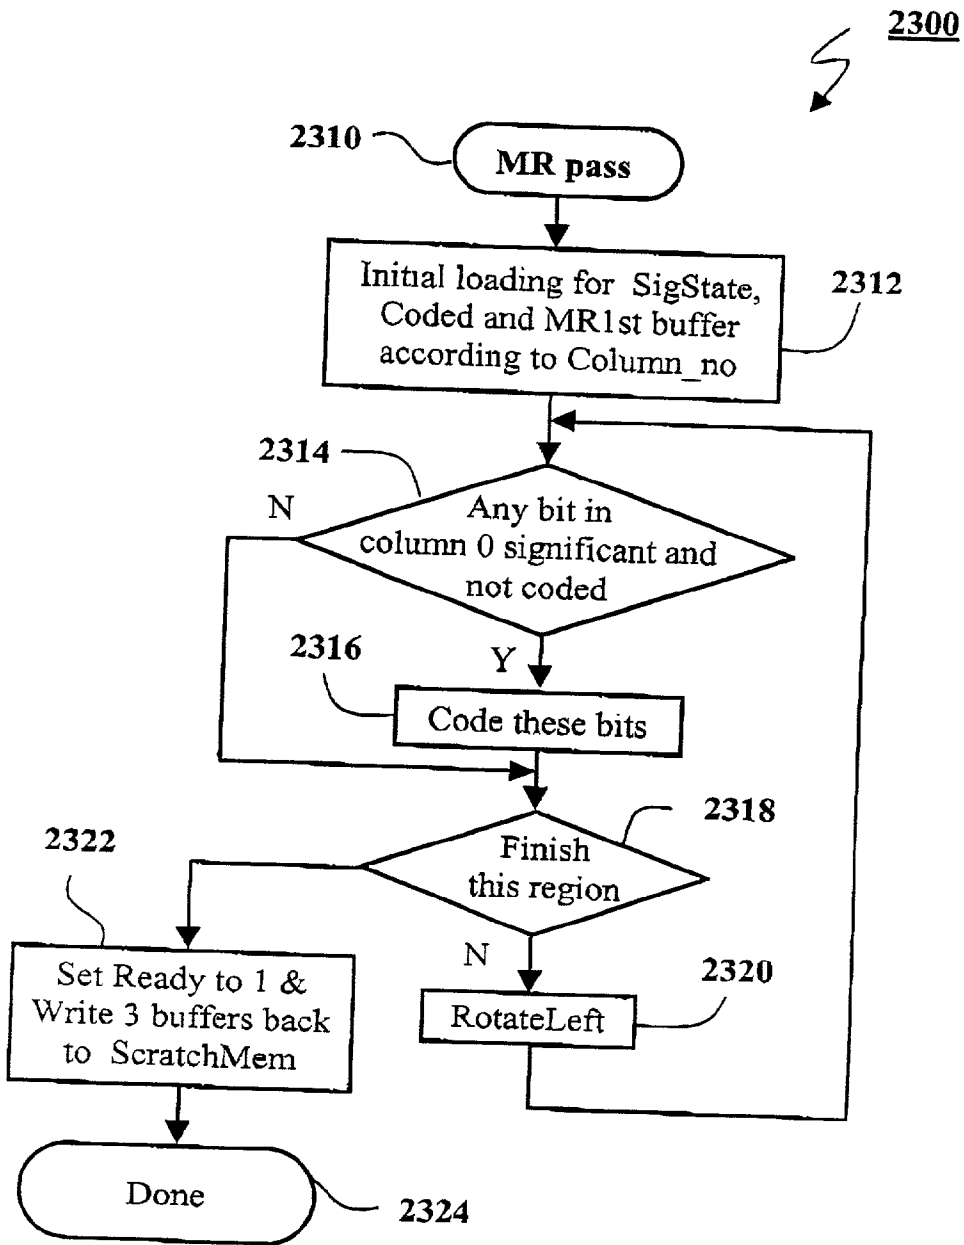 2300
2310
MR pass
Initial loading for SigState,
Coded and MR1st buffer
according to Column_no
2312
2314
N
Any bit in
column 0 significant and
not coded
2316
Y
Code these bits
2318
2322
Finish
this region
N
2320
Set Ready to 1 &
Write 3 buffers back
to ScratchMem
RotateLeft
Done
2324